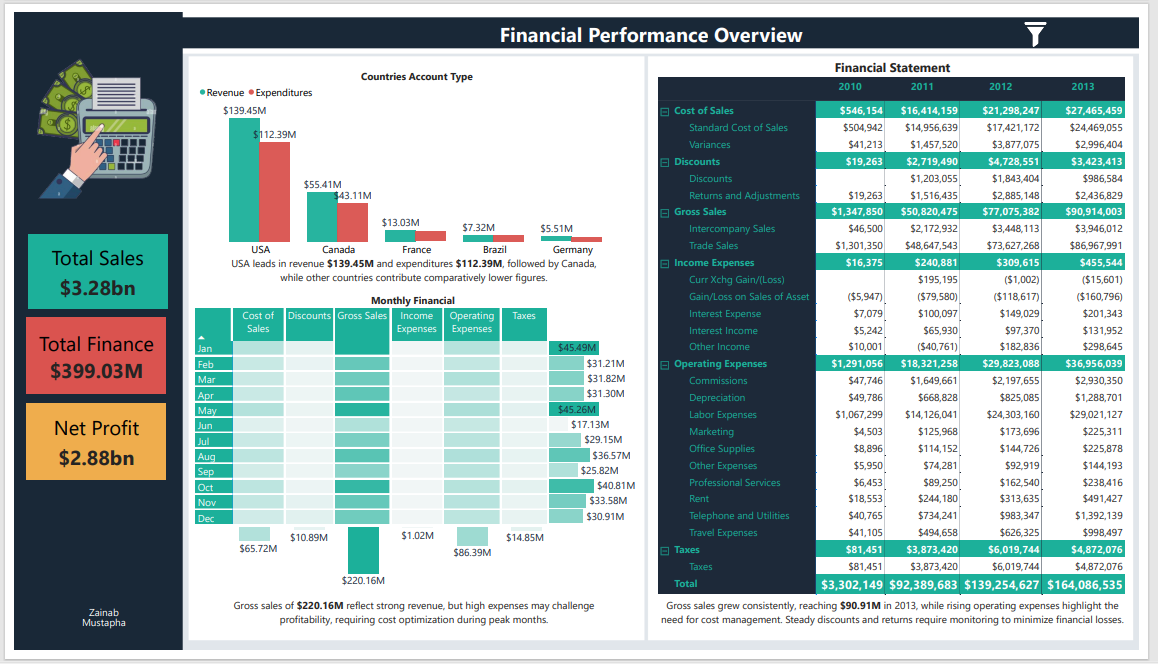 Financial Performance Overview
Total Sales
$3.28bn
Total Finance
$399.03M
Net Profit
$2.88bn
Zainab
Mustapha
Countries Account Type
Revenue Expenditures
$139.45M
$112.39M
$55.41M
$43.11M
$13.03M
$7.32M
$5.51M
USA Canada France Brazil Germany
USA leads in revenue $139.45M and expenditures $112.39M, followed by Canada,
while other countries contribute comparatively lower figures.
Monthly Financial
Cost of Sales Discounts Gross Sales Income Expenses Operating Expenses Taxes
Jan $45.49M
Feb $31.21M
Mar $31.82M
Apr $31.30M
May $45.26M
Jun $17.13M
Jul $29.15M
Aug $36.57M
Sep $25.82M
Oct $40.81M
Nov $33.58M
Dec $30.91M
$65.72M $10.89M $220.16M $1.02M $86.39M $14.85M
Gross sales of $220.16M reflect strong revenue, but high expenses may challenge
profitability, requiring cost optimization during peak months.
Financial Statement
2010 2011 2012 2013
Cost of Sales $546,154 $16,414,159 $21,298,247 $27,465,459
Standard Cost of Sales $504,942 $14,956,639 $17,421,172 $24,469,055
Variances $41,213 $1,457,520 $3,877,075 $2,996,404
Discounts $19,263 $2,719,490 $4,728,551 $3,423,413
Discounts $1,203,055 $1,843,404 $986,584
Returns and Adjustments $19,263 $1,516,435 $2,885,148 $2,436,829
Gross Sales $1,347,850 $50,820,475 $77,075,382 $90,914,003
Intercompany Sales $46,500 $2,172,932 $3,448,113 $3,946,012
Trade Sales $1,301,350 $48,647,543 $73,627,268 $86,967,991
Income Expenses $16,375 $240,881 $309,615 $455,544
Curr Xchg Gain/(Loss) $195,195 ($1,002) ($15,601)
Gain/Loss on Sales of Asset ($5,947) ($79,580) ($118,617) ($160,796)
Interest Expense $7,079 $100,097 $149,029 $201,343
Interest Income $5,242 $65,930 $97,370 $131,952
Other Income $10,001 ($40,761) $182,836 $298,645
Operating Expenses $1,291,056 $18,321,258 $29,823,088 $36,956,039
Commissions $47,746 $1,649,661 $2,197,655 $2,930,350
Depreciation $49,786 $668,828 $825,085 $1,288,701
Labor Expenses $1,067,299 $14,126,041 $24,303,160 $29,021,127
Marketing $4,503 $125,968 $173,696 $225,311
Office Supplies $8,896 $114,152 $144,726 $225,878
Other Expenses $5,950 $74,281 $92,919 $144,193
Professional Services $6,453 $89,250 $162,540 $238,416
Rent $18,553 $244,180 $313,635 $491,427
Telephone and Utilities $40,765 $734,241 $983,347 $1,392,139
Travel Expenses $41,105 $494,658 $626,325 $998,497
Taxes $81,451 $3,873,420 $6,019,744 $4,872,076
Taxes $81,451 $3,873,420 $6,019,744 $4,872,076
Total $3,302,149 $92,389,683 $139,254,627 $164,086,535
Gross sales grew consistently, reaching $90.91M in 2013, while rising operating expenses highlight the
need for cost management. Steady discounts and returns require monitoring to minimize financial losses.